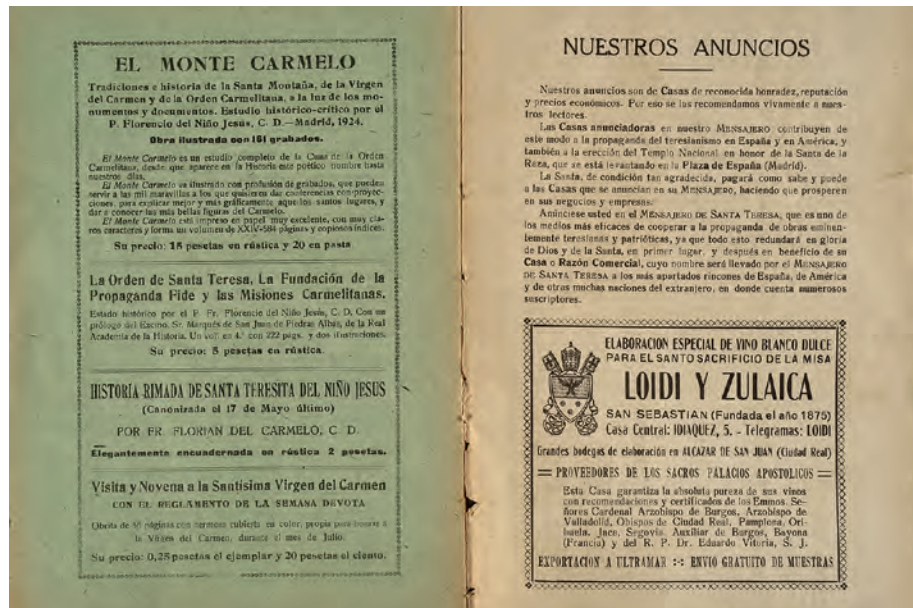 EL MONTE CARMELO
Tradiciones e historia de la Santa Montaña, de la Virgen
del Carmen y de la Orden Carmelitana, a la luz de los mo-
numentos y documentos. Estudio histórico-crítico por el
P. Florencio del Niño Jesús, C. D.—Madrid, 1924.
Obra ilustrada con 161 grabados.
El Monte Carmelo es un estudio completo de la Cuna de la Orden
Carmelitana, desde que aparece en la Historia este poético nombre hasta
nuestros días.
El Monte Carmelo va ilustrado con profusión de grabados, que pueden
servir a las mil maravillas a los que quisieren dar conferencias con proyec-
ciones, para explicar mejor y más gráficamente aquellos santos lugares, y
dar a conocer las más bellas figuras del Carmelo.
El Monte Carmelo está impreso en papel muy excelente, con muy cla-
ros caracteres y forma un volumen de XXIV-584 páginas y copiosos índices.
Su precio: 15 pesetas en rústica y 20 en pasta
La Orden de Santa Teresa, La Fundación de la
Propaganda Fide y las Misiones Carmelitanas.
Estado histórico por el P. Fr. Florencio del Niño Jesús, C. D. Con un
prólogo del Excmo. Sr. Marqués de San Juan de Piedras Albas, de la Real
Academia de la Historia. Un vol. en 4.º con 222 págs. y dos ilustraciones.
Su precio: 5 pesetas en rústica.
HISTORIA RIMADA DE SANTA TERESITA DEL NIÑO JESUS
(Canonizada el 17 de Mayo último)
POR FR. FLORIAN DEL CARMELO, C. D.
Elegantemente encuadernada en rústica 2 pesetas.
Visita y Novena a la Santísima Virgen del Carmen
CON EL REGLAMENTO DE LA SEMANA DEVOTA
Obrita de 56 páginas con hermosa cubierta en color, propia para honrar a
la Virgen del Carmen, durante el mes de Julio.
Su precio: 0,25 pesetas el ejemplar y 20 pesetas el ciento.
NUESTROS ANUNCIOS
Nuestros anuncios son de Casas de reconocida honradez, reputación
y precios económicos. Por eso se las recomendamos vivamente a nues-
tros lectores.
Las Casas anunciadoras en nuestro MENSAJERO contribuyen de
este modo a la propaganda del teresianismo en España y en América, y
también a la erección del Templo Nacional en honor de la Santa de la
Raza, que se está levantando en la Plaza de España (Madrid).
La Santa, de condición tan agradecida, pagará como sabe y puede
a las Casas que se anuncian en su MENSAJERO, haciendo que prosperen
en sus negocios y empresas.
Anúnciese usted en el MENSAJERO DE SANTA TERESA, que es uno de
los medios más eficaces de cooperar a la propaganda de obras eminen-
temente teresianas y patrióticas, ya que todo esto redundará en gloria
de Dios y de la Santa, en primer lugar, y después en beneficio de su
Casa o Razón Comercial, cuyo nombre será llevado por el MENSAJERO
DE SANTA TERESA a los más apartados rincones de España, de América
y de otras muchas naciones del extranjero, en donde cuenta numerosos
suscriptores.
ELABORACION ESPECIAL DE VINO BLANCO DULCE
PARA EL SANTO SACRIFICIO DE LA MISA
LOIDI Y ZULAICA
SAN SEBASTIAN (Fundada el año 1875)
Casa Central: IDIAQUEZ, 5. - Telegramas: LOIDI
Grandes bodegas de elaboración en ALCAZAR DE SAN JUAN (Ciudad Real)
PROVEEDORES DE LOS SACROS PALACIOS APOSTOLICOS
Esta Casa garantiza la absoluta pureza de sus vinos
con recomendaciones y certificados de los Emmos. Se-
ñores Cardenal Arzobispo de Burgos, Arzobispo de
Valladolid, Obispos de Ciudad Real, Pamplona, Ori-
huela, Jaca, Segovia, Auxiliar de Burgos, Bayona
(Francia) y del R. P. Dr. Eduardo Vitoria, S. J.
EXPORTACION A ULTRAMAR :-: ENVIO GRATUITO DE MUESTRAS